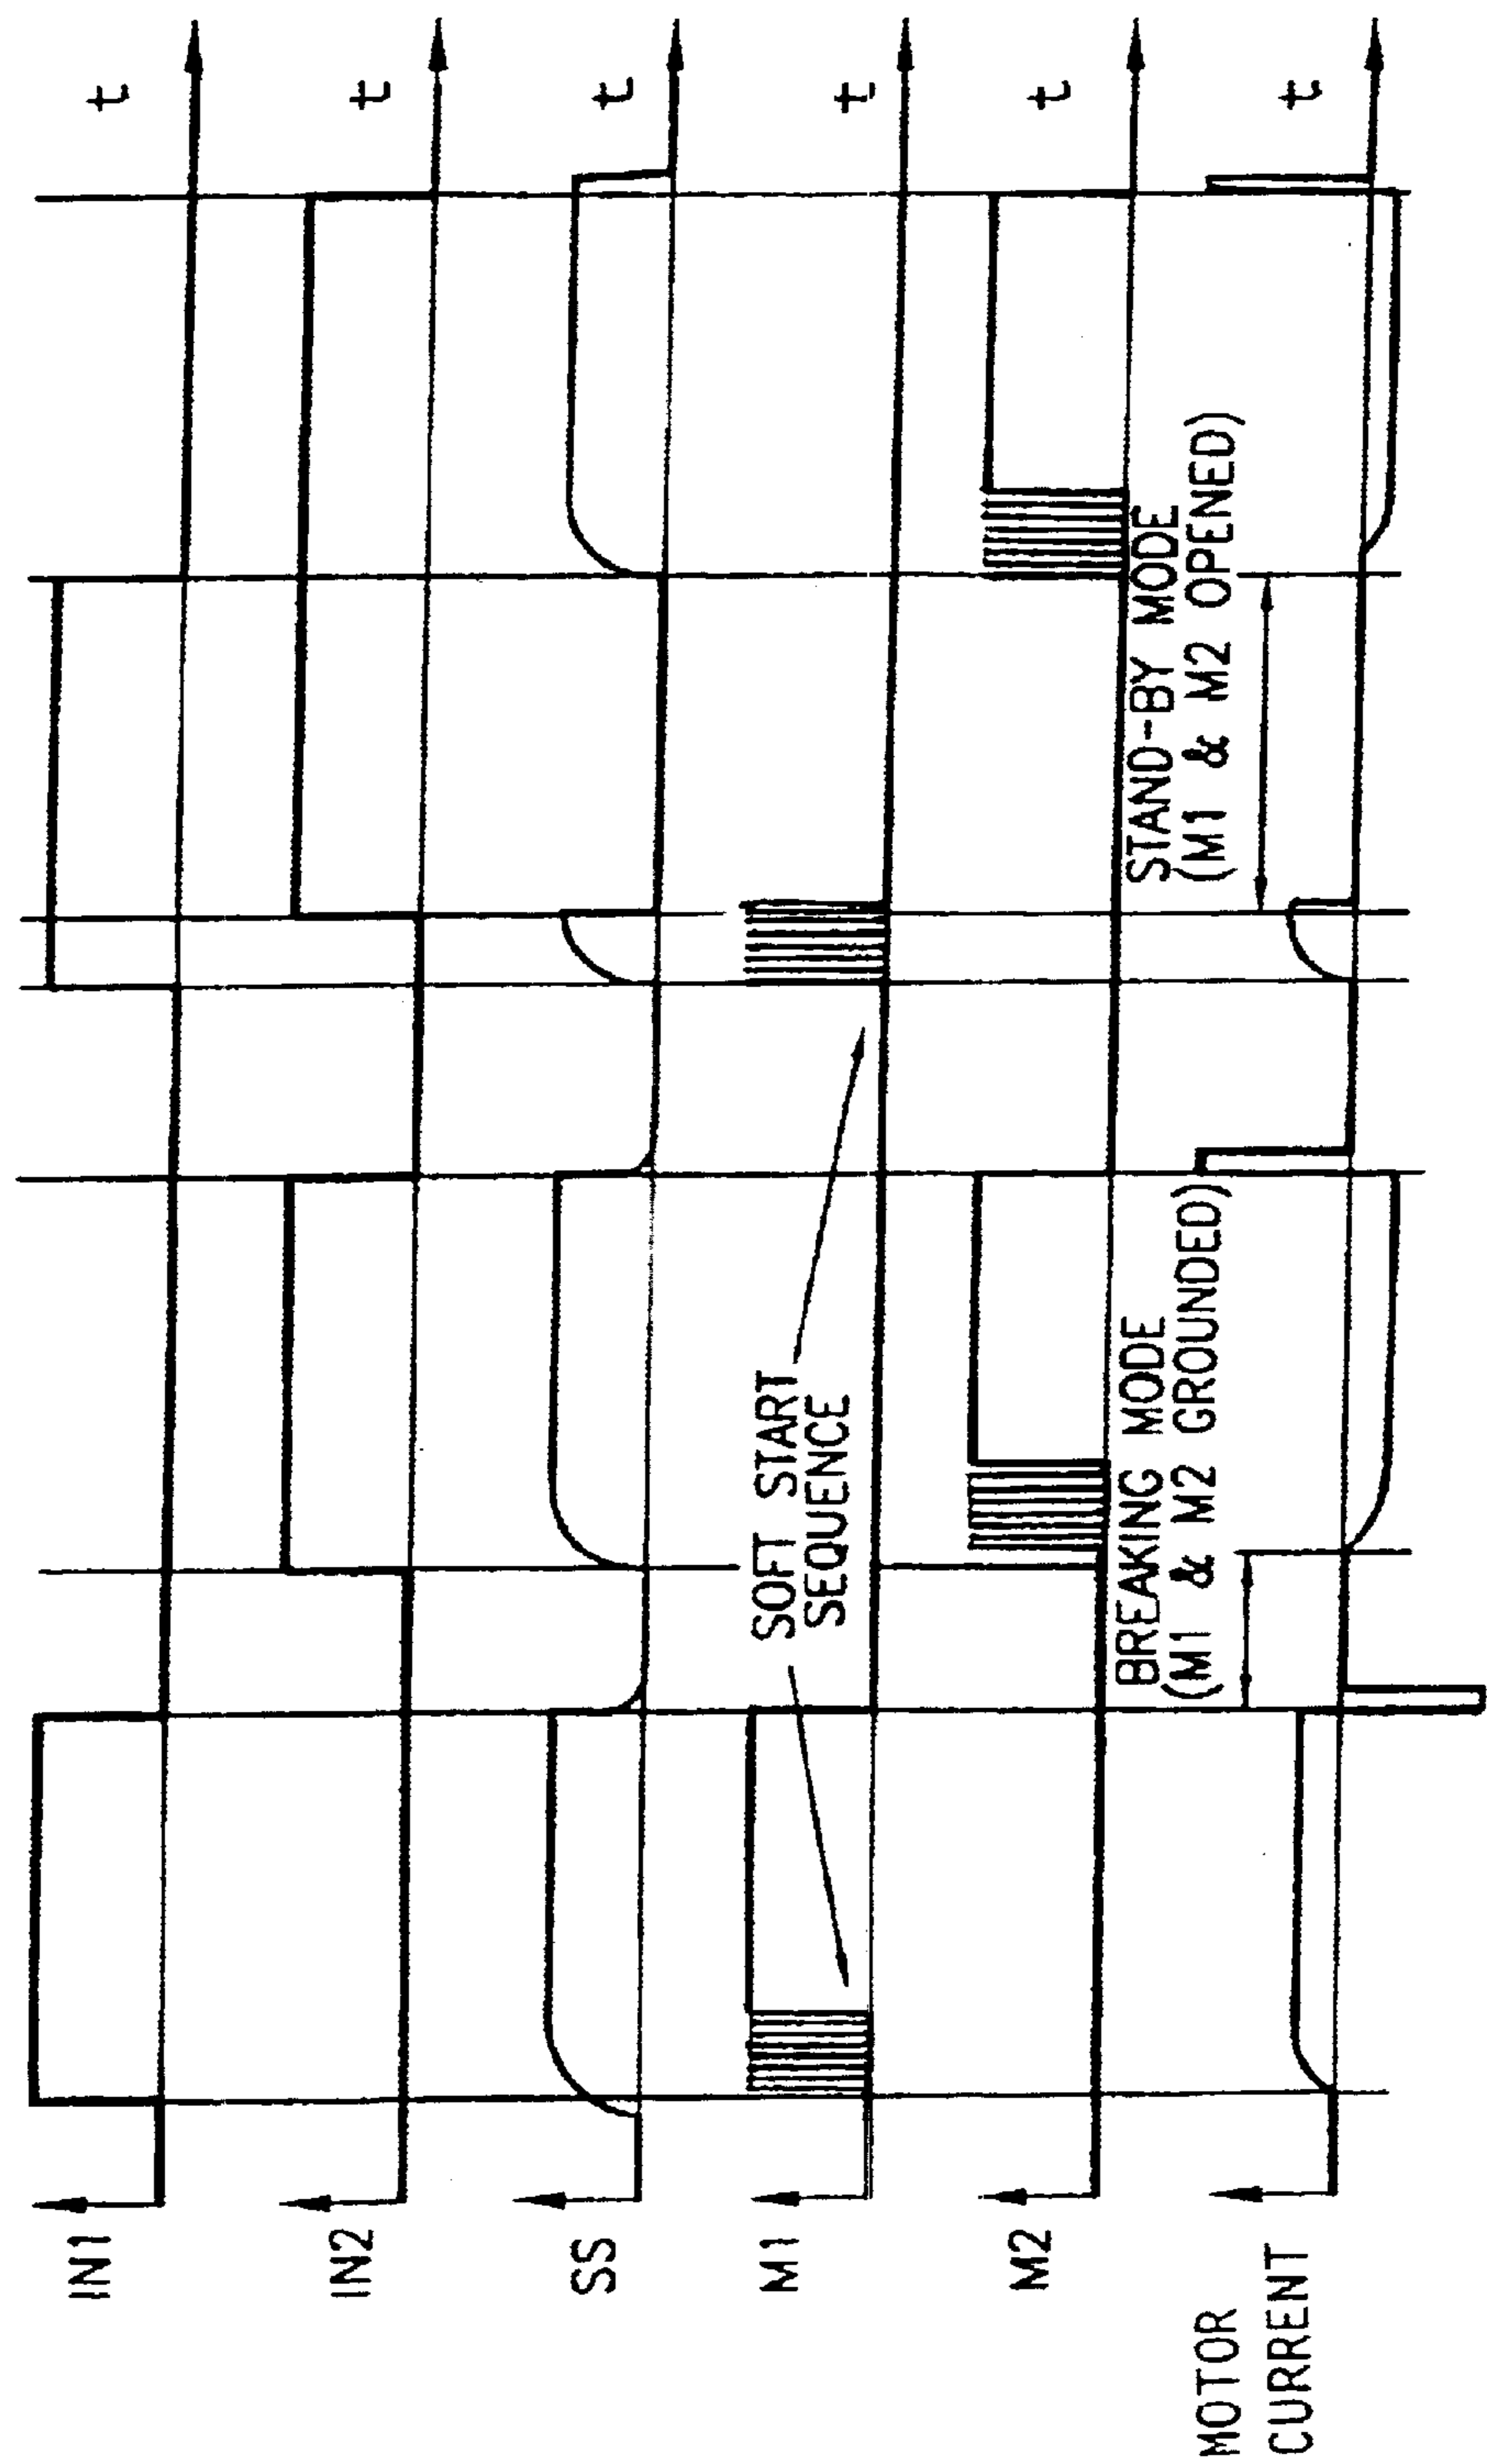 IN1
t
IN2
t
SS
t
M1
SOFT START
SEQUENCE
t
M2
t
BREAKING MODE
(M1 & M2 GROUNDED)
STAND-BY MODE
(M1 & M2 OPENED)
MOTOR
CURRENT
t